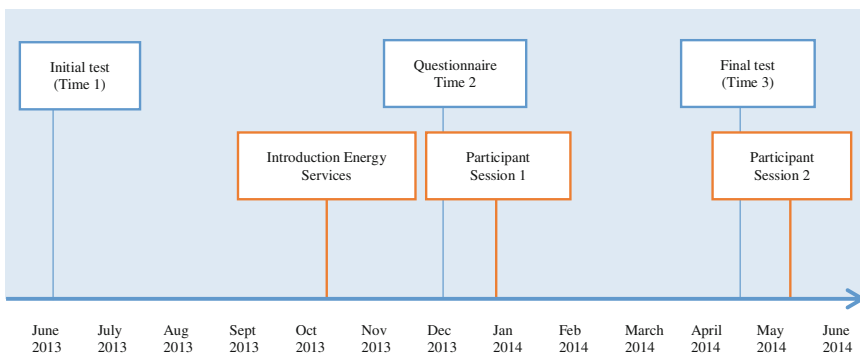 Initial test
(Time 1)
Questionnaire
Time 2
Final test
(Time 3)
Introduction Energy
Services
Participant
Session 1
Participant
Session 2
June July Aug Sept Oct Nov Dec Jan Feb March April May June
2013 2013 2013 2013 2013 2013 2013 2014 2014 2014 2014 2014 2014